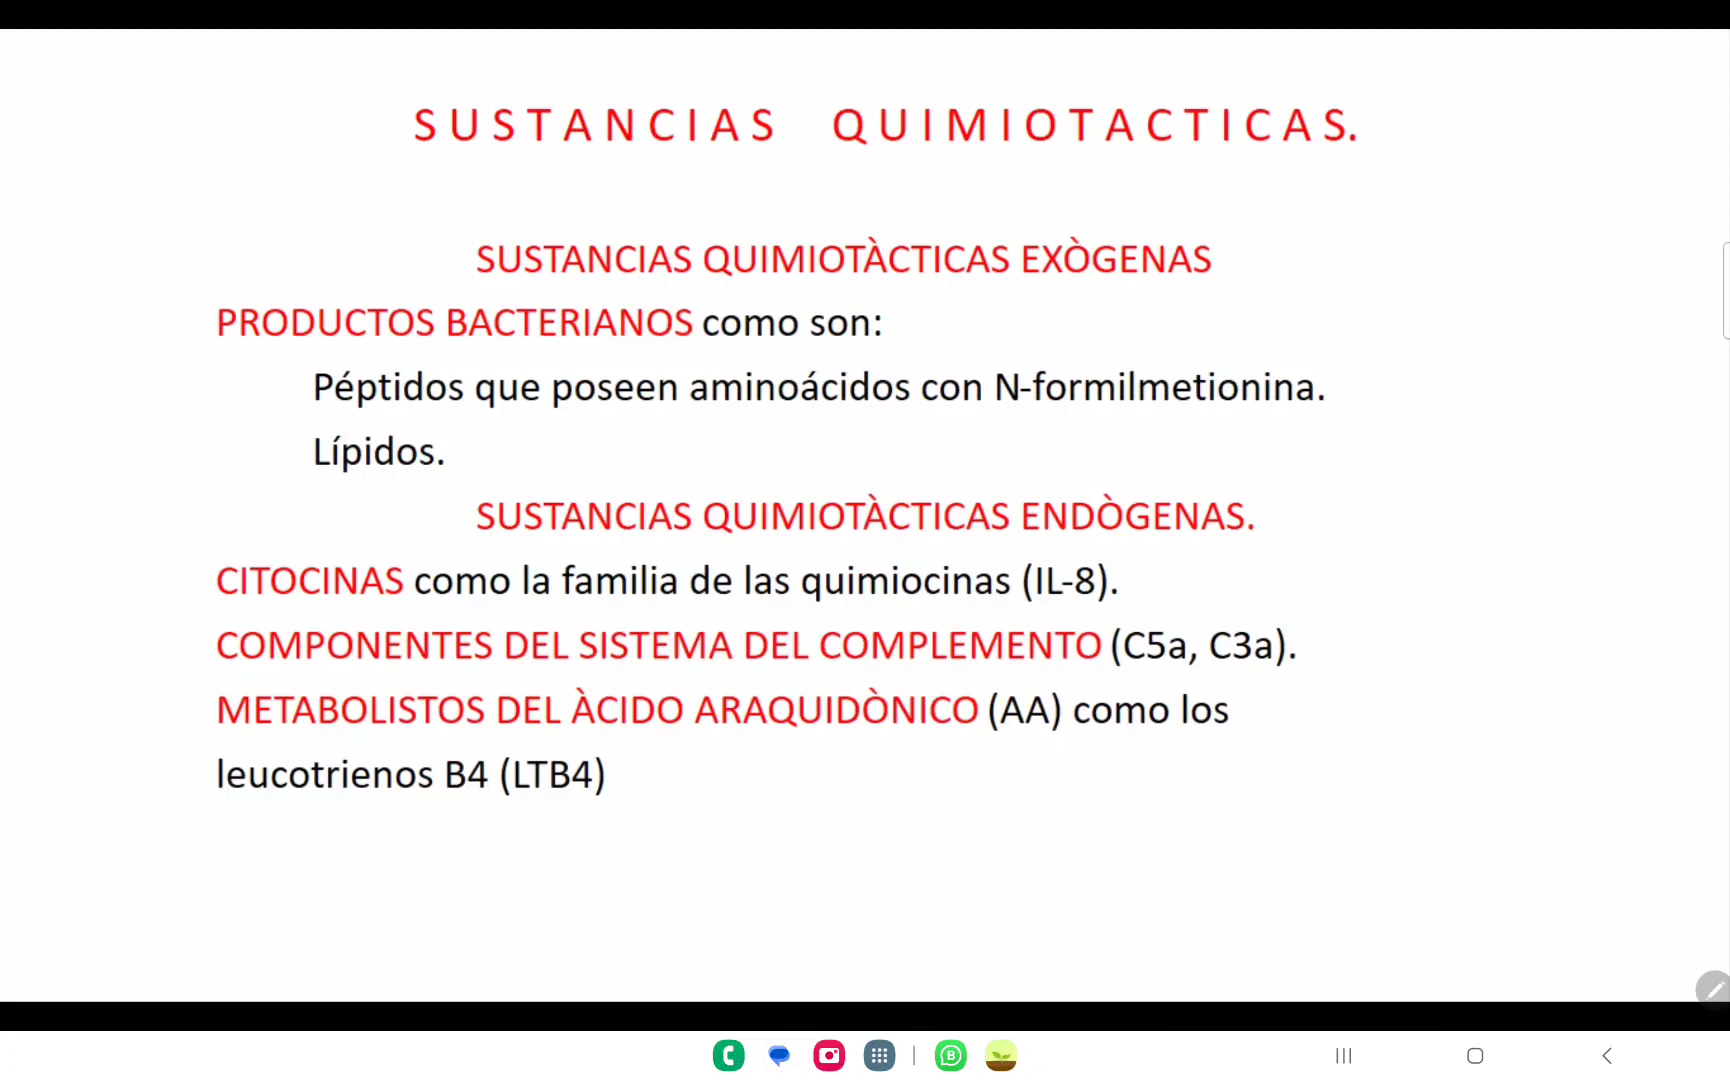 SUSTANCIAS QUIMIOTACTICAS.
SUSTANCIAS QUIMIOTÀCTICAS EXÒGENAS
PRODUCTOS BACTERIANOS como son:
Péptidos que poseen aminoácidos con N-formilmetionina.
Lípidos.
SUSTANCIAS QUIMIOTÀCTICAS ENDÒGENAS.
CITOCINAS como la familia de las quimiocinas (IL-8).
COMPONENTES DEL SISTEMA DEL COMPLEMENTO (C5a, C3a).
METABOLISTOS DEL ÀCIDO ARAQUIDÒNICO (AA) como los
leucotrienos B4 (LTB4)